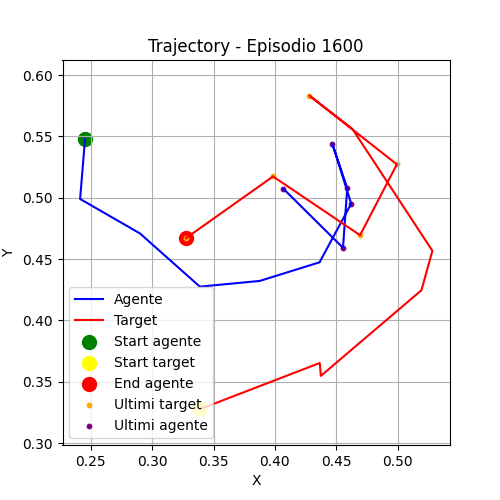 Trajectory - Episodio 1600
0.60
0.55
0.50
0.45
0.40
0.35
0.30
Y
Agente
Target
Start agente
Start target
End agente
Ultimi target
Ultimi agente
0.25 0.30 0.35 0.40 0.45 0.50
X